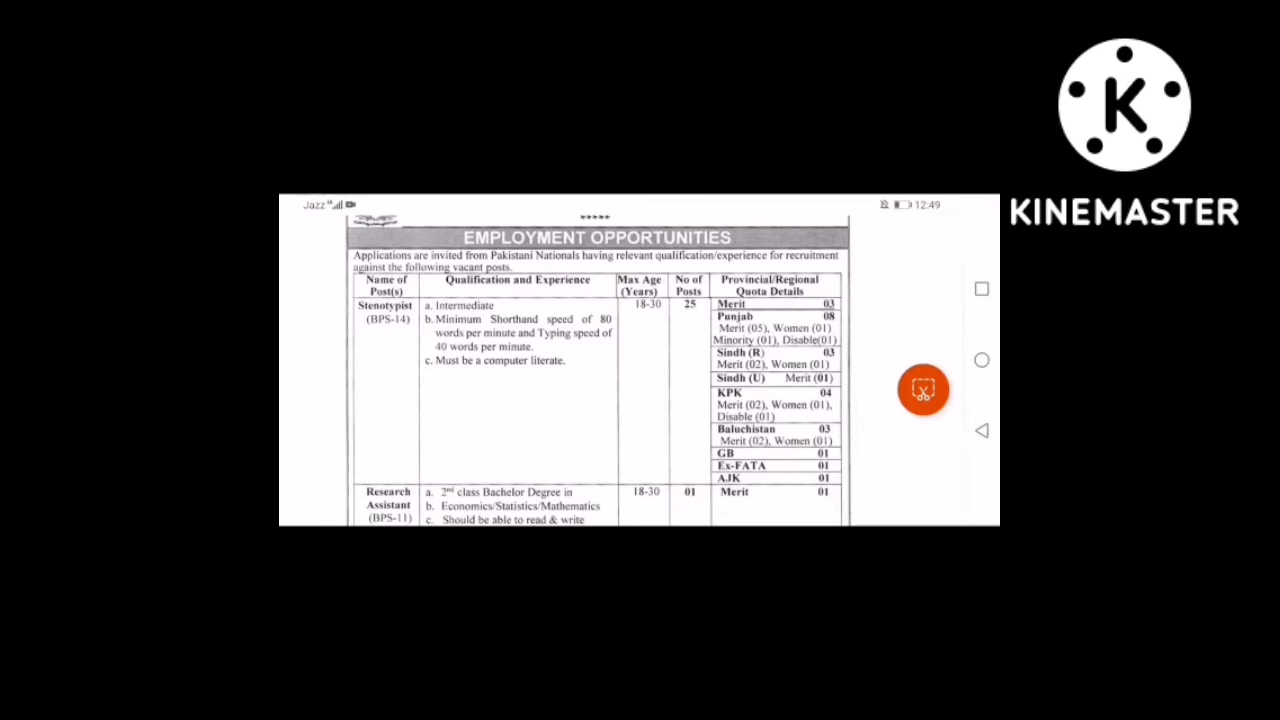 Jazz 12:49
K
KINEMASTER
*****
EMPLOYMENT OPPORTUNITIES
Applications are invited from Pakistani Nationals having relevant qualification/experience for recruitment
against the following vacant posts.
Name of Post(s) Qualification and Experience Max Age (Years) No of Posts Provincial/Regional Quota Details
Stenotypist (BPS-14)
a. Intermediate
b. Minimum Shorthand speed of 80
words per minute and Typing speed of
40 words per minute.
c. Must be a computer literate.
18-30
25
Merit 03
Punjab 08
Merit (05), Women (01)
Minority (01), Disable(01)
Sindh (R) 03
Merit (02), Women (01)
Sindh (U) Merit (01)
KPK 04
Merit (02), Women (01),
Disable (01)
Baluchistan 03
Merit (02), Women (01)
GB 01
Ex-FATA 01
AJK 01
Research
Assistant
(BPS-11)
a. 2nd class Bachelor Degree in
b. Economics/Statistics/Mathematics
c. Should be able to read & write
18-30
01
Merit 01